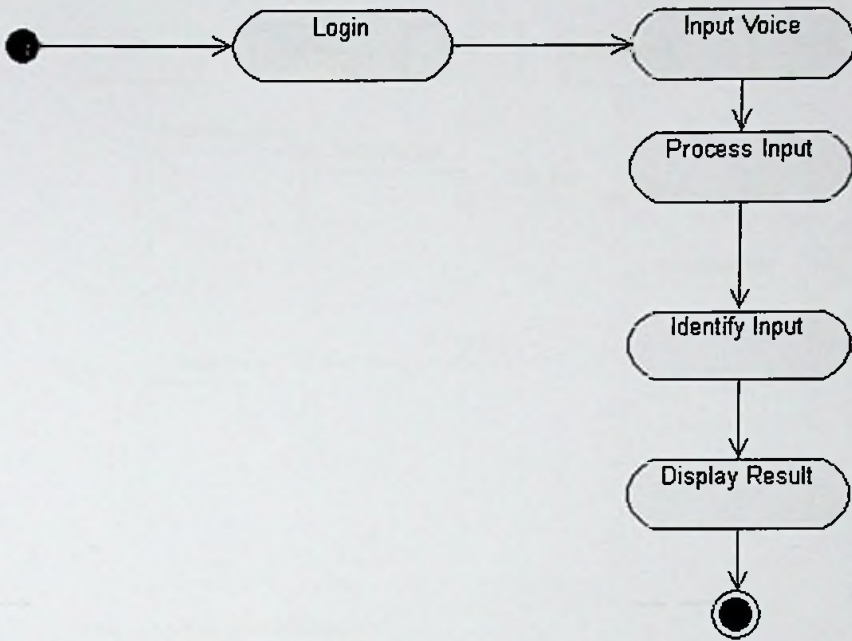 Login
Input Voice
Process Input
Identify Input
Display Result